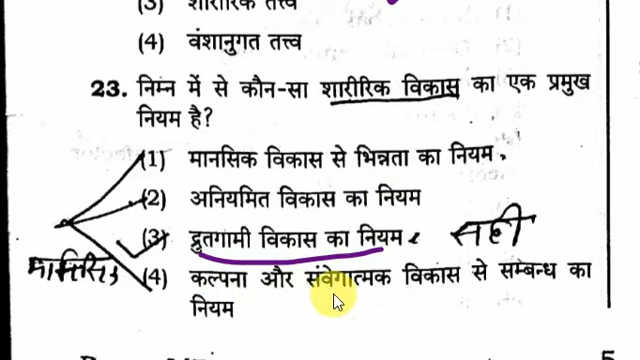 (3) शारीरिक तत्त्व
(4) वंशानुगत तत्त्व
23. निम्न में से कौन-सा शारीरिक विकास का एक प्रमुख
नियम है?
(1) मानसिक विकास से भिन्नता का नियम
(2) अनियमित विकास का नियम
(3) द्रुतगामी विकास का नियम सही
(4) कल्पना और संवेगात्मक विकास से सम्बन्ध का
नियम
5